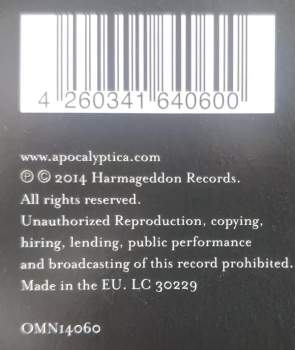 4 260341 640600
www.apocalyptica.com
℗ © 2014 Harmageddon Records.
All rights reserved.
Unauthorized Reproduction, copying,
hiring, lending, public performance
and broadcasting of this record prohibited.
Made in the EU. LC 30229
OMN14060